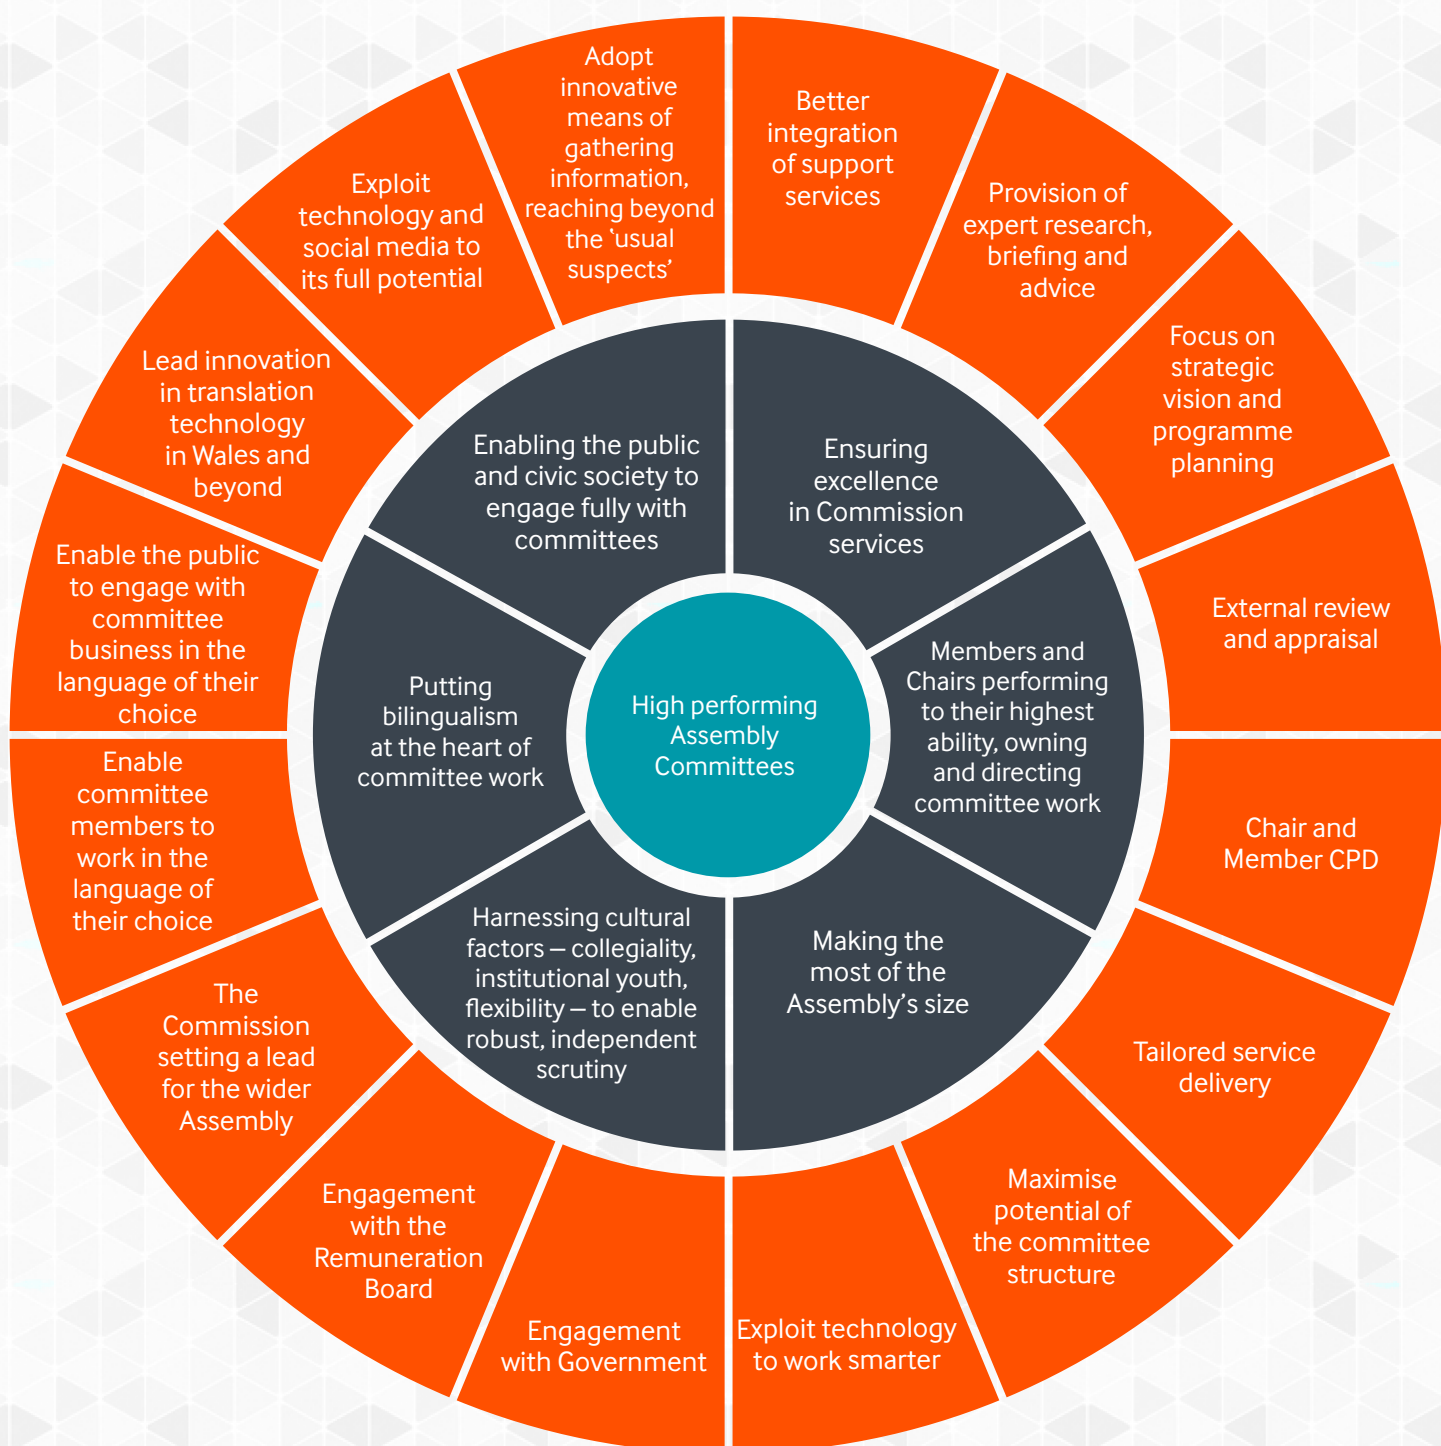 Adopt
innovative
means of
gathering
information,
reaching beyond
the ‘usual
suspects’
Better
integration
of support
services
Provision of
expert research,
briefing and
advice
Focus on
strategic
vision and
programme
planning
External review
and appraisal
Chair and
Member CPD
Tailored service
delivery
Maximise
potential of
the committee
structure
Exploit technology
to work smarter
Engagement
with Government
Engagement
with the
Remuneration
Board
The
Commission
setting a lead
for the wider
Assembly
Enable
committee
members to
work in the
language of
their choice
Enable the public
to engage with
committee
business in the
language of their
choice
Lead innovation
in translation
technology
in Wales and
beyond
Exploit
technology and
social media to
its full potential
Enabling the public
and civic society to
engage fully with
committees
Ensuring
excellence
in Commission
services
Members and
Chairs performing
to their highest
ability, owning
and directing
committee work
Making the
most of the
Assembly’s size
Harnessing cultural
factors – collegiality,
institutional youth,
flexibility – to enable
robust, independent
scrutiny
Putting
bilingualism
at the heart of
committee work
High performing
Assembly
Committees